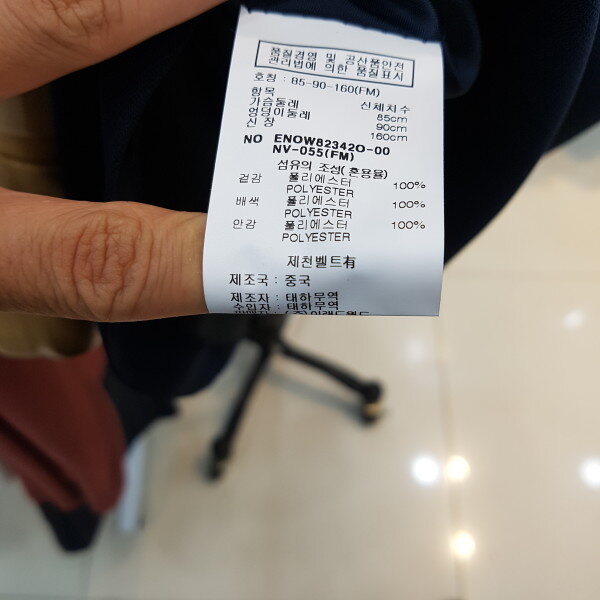 품질경영 및 공산품안전
관리법에 의한 품질표시
호칭 : 85-90-160(FM)
항목 신체치수
가슴둘레 85cm
엉덩이둘레 90cm
신 장 160cm
NO ENOW82342O-00
NV-055(FM)
섬유의 조성( 혼용율)
겉감 폴리에스터 100%
POLYESTER
배색 폴리에스터 100%
POLYESTER
안감 폴리에스터 100%
POLYESTER
제천벨트有
제조국 : 중국
제조자 : 태하무역
수입자 : 태하무역